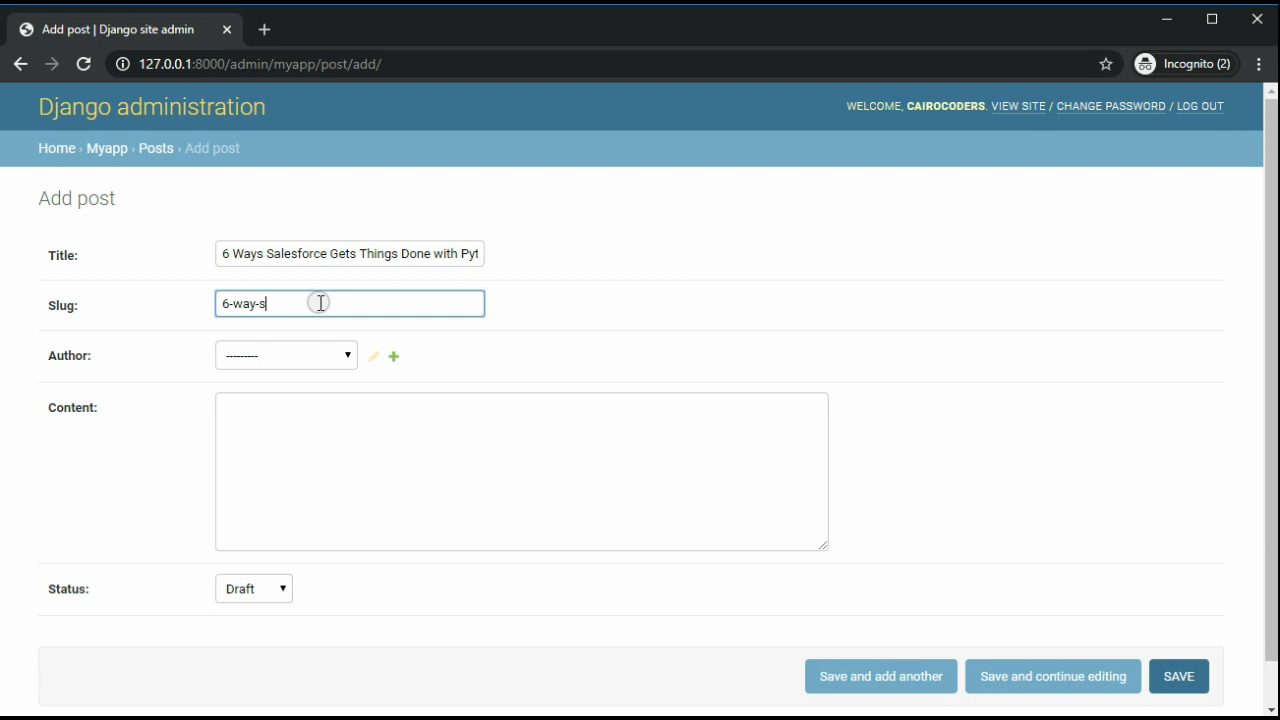 Add post | Django site admin
127.0.0.1:8000/admin/myapp/post/add/
Incognito (2)
Django administration
WELCOME, CAIROCODERS. VIEW SITE / CHANGE PASSWORD / LOG OUT
Home › Myapp › Posts › Add post
Add post
Title: 6 Ways Salesforce Gets Things Done with Pyt
Slug: 6-way-s
Author: ---------
Content:
Status: Draft
Save and add another Save and continue editing SAVE